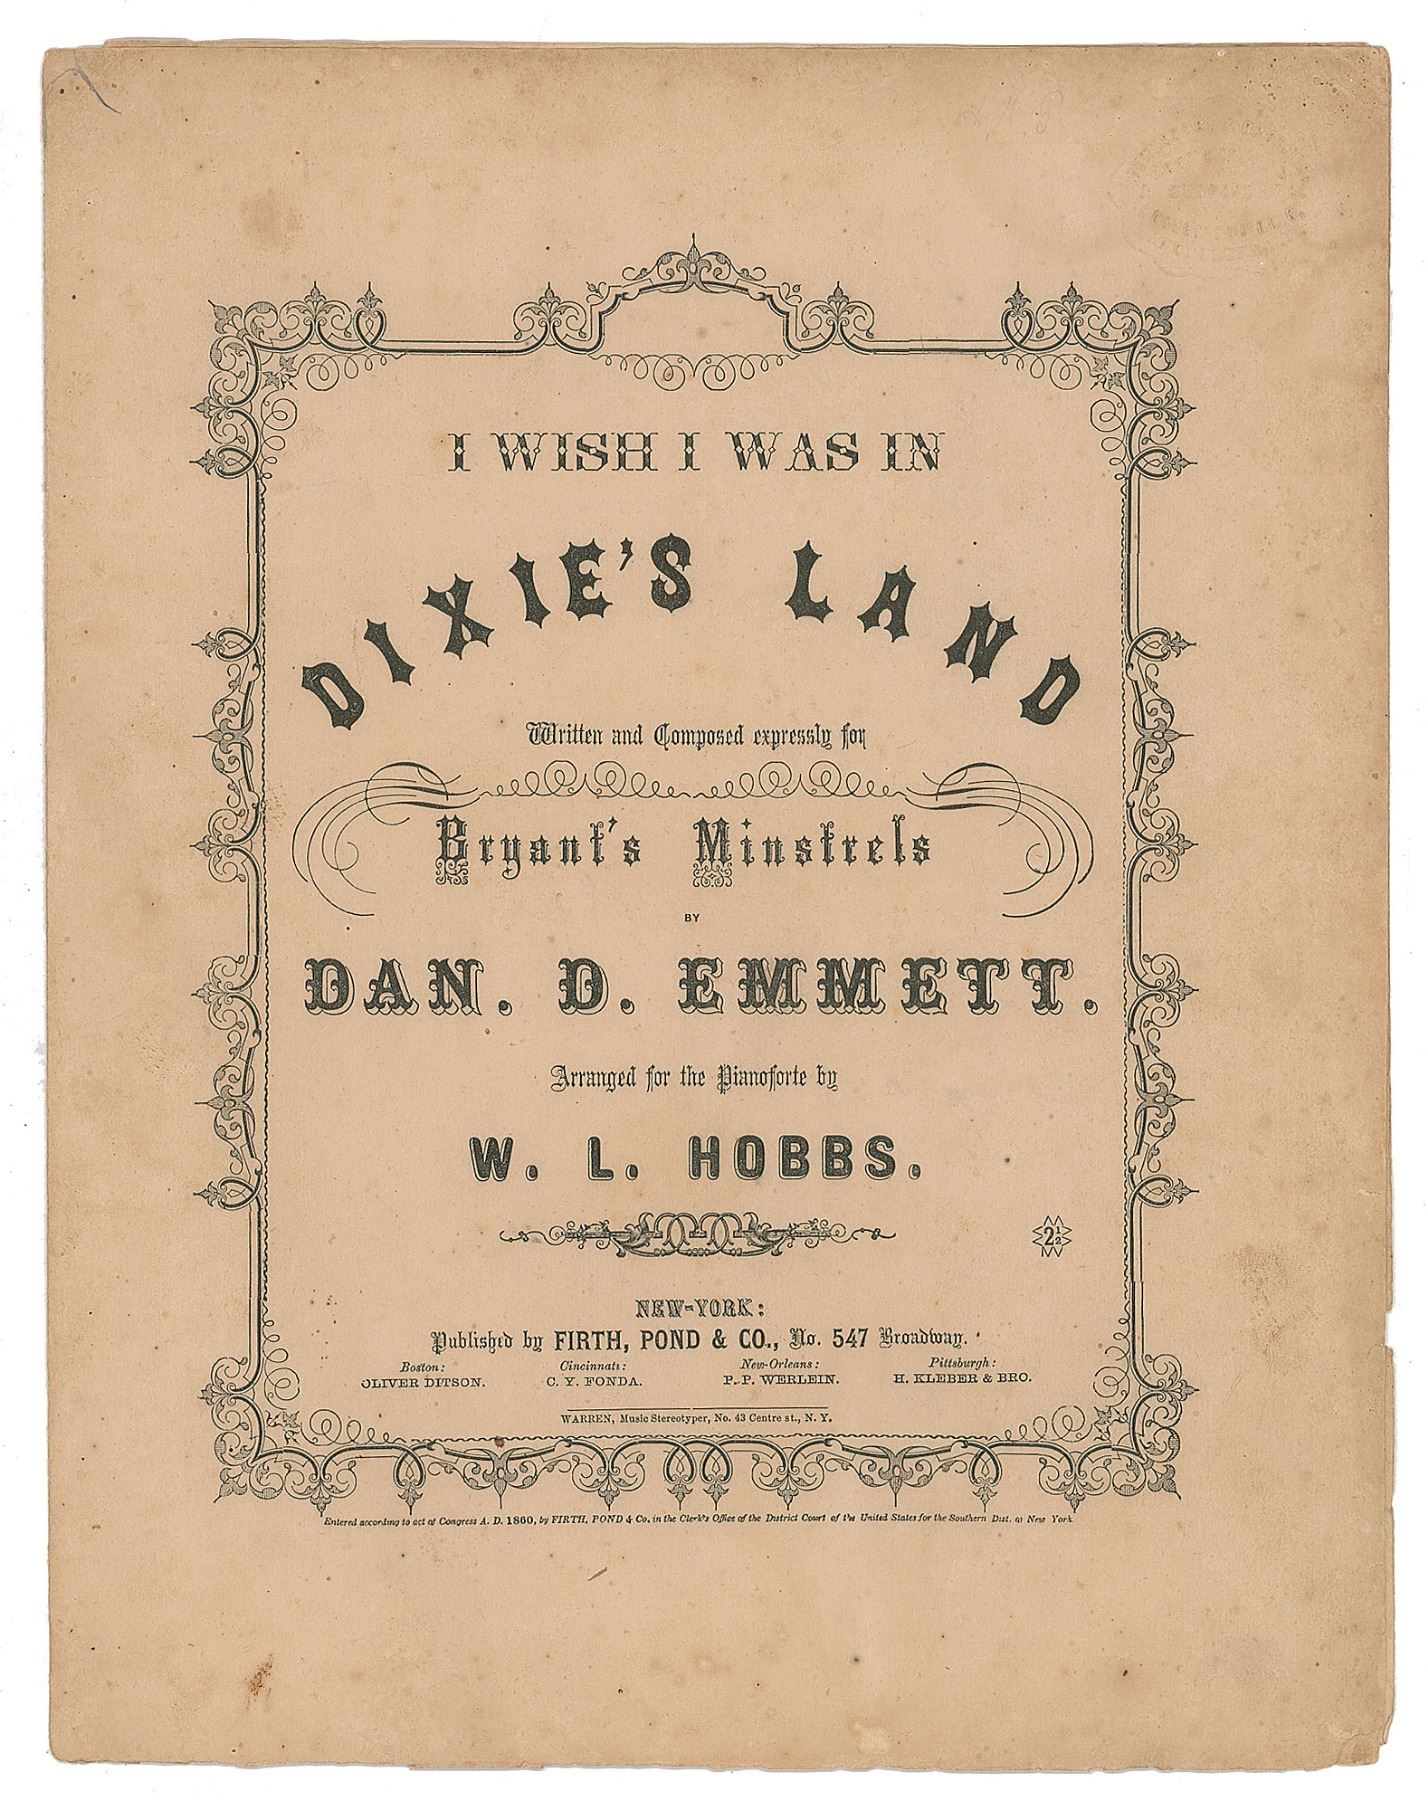 I WISH I WAS IN
DIXIE'S LAND
Written and Composed expressly for
Bryant's Minstrels
BY
DAN. D. EMMETT.
Arranged for the Pianoforte by
W. L. HOBBS.
2½
NEW-YORK:
Published by FIRTH, POND & CO., No. 547 Broadway.
Boston: Cincinnati: New-Orleans: Pittsburgh:
OLIVER DITSON. C. Y. FONDA. P. P. WERLEIN. H. KLEBER & BRO.
WARREN, Music Stereotyper, No. 43 Centre st., N. Y.
Entered according to act of Congress A. D. 1860, by FIRTH, POND & Co. in the Clerk's Office of the District Court of the United States for the Southern Dist. of New York.